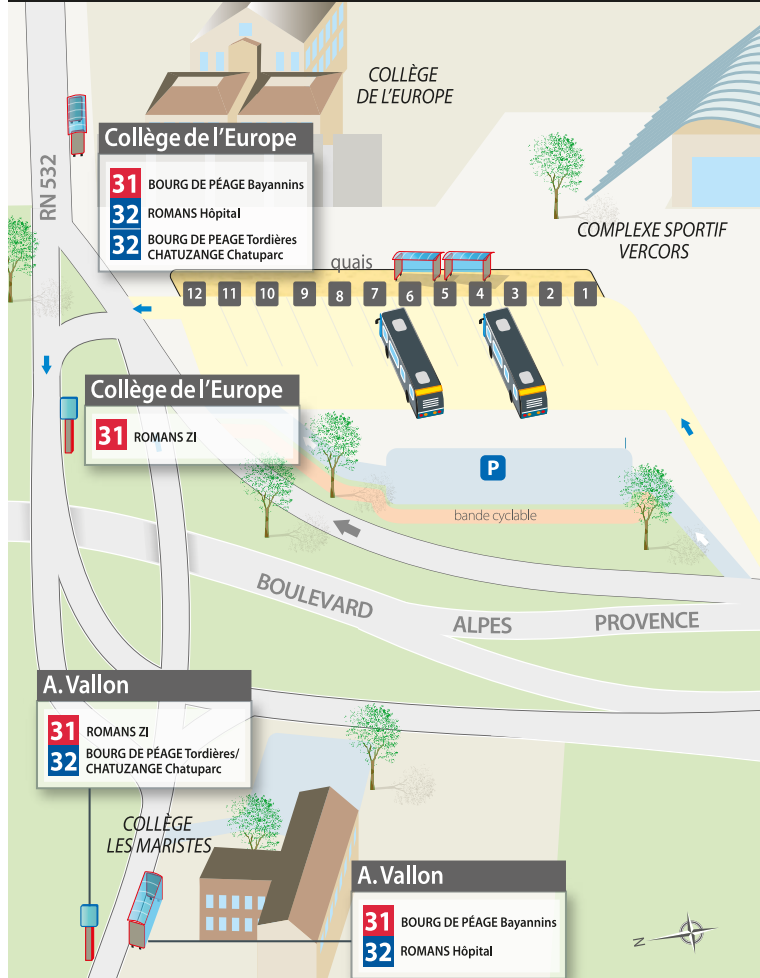 COLLÈGE
DE L'EUROPE
Collège de l'Europe
31 BOURG DE PÉAGE Bayannins
32 ROMANS Hôpital
32 BOURG DE PEAGE Tordières
CHATUZANGE Chatuparc
RN 532
COMPLEXE SPORTIF
VERCORS
quais
12 11 10 9 8 7 6 5 4 3 2 1
Collège de l'Europe
31 ROMANS ZI
P
bande cyclable
BOULEVARD ALPES PROVENCE
A. Vallon
31 ROMANS ZI
32 BOURG DE PÉAGE Tordières/
CHATUZANGE Chatuparc
COLLÈGE
LES MARISTES
A. Vallon
31 BOURG DE PÉAGE Bayannins
32 ROMANS Hôpital
N